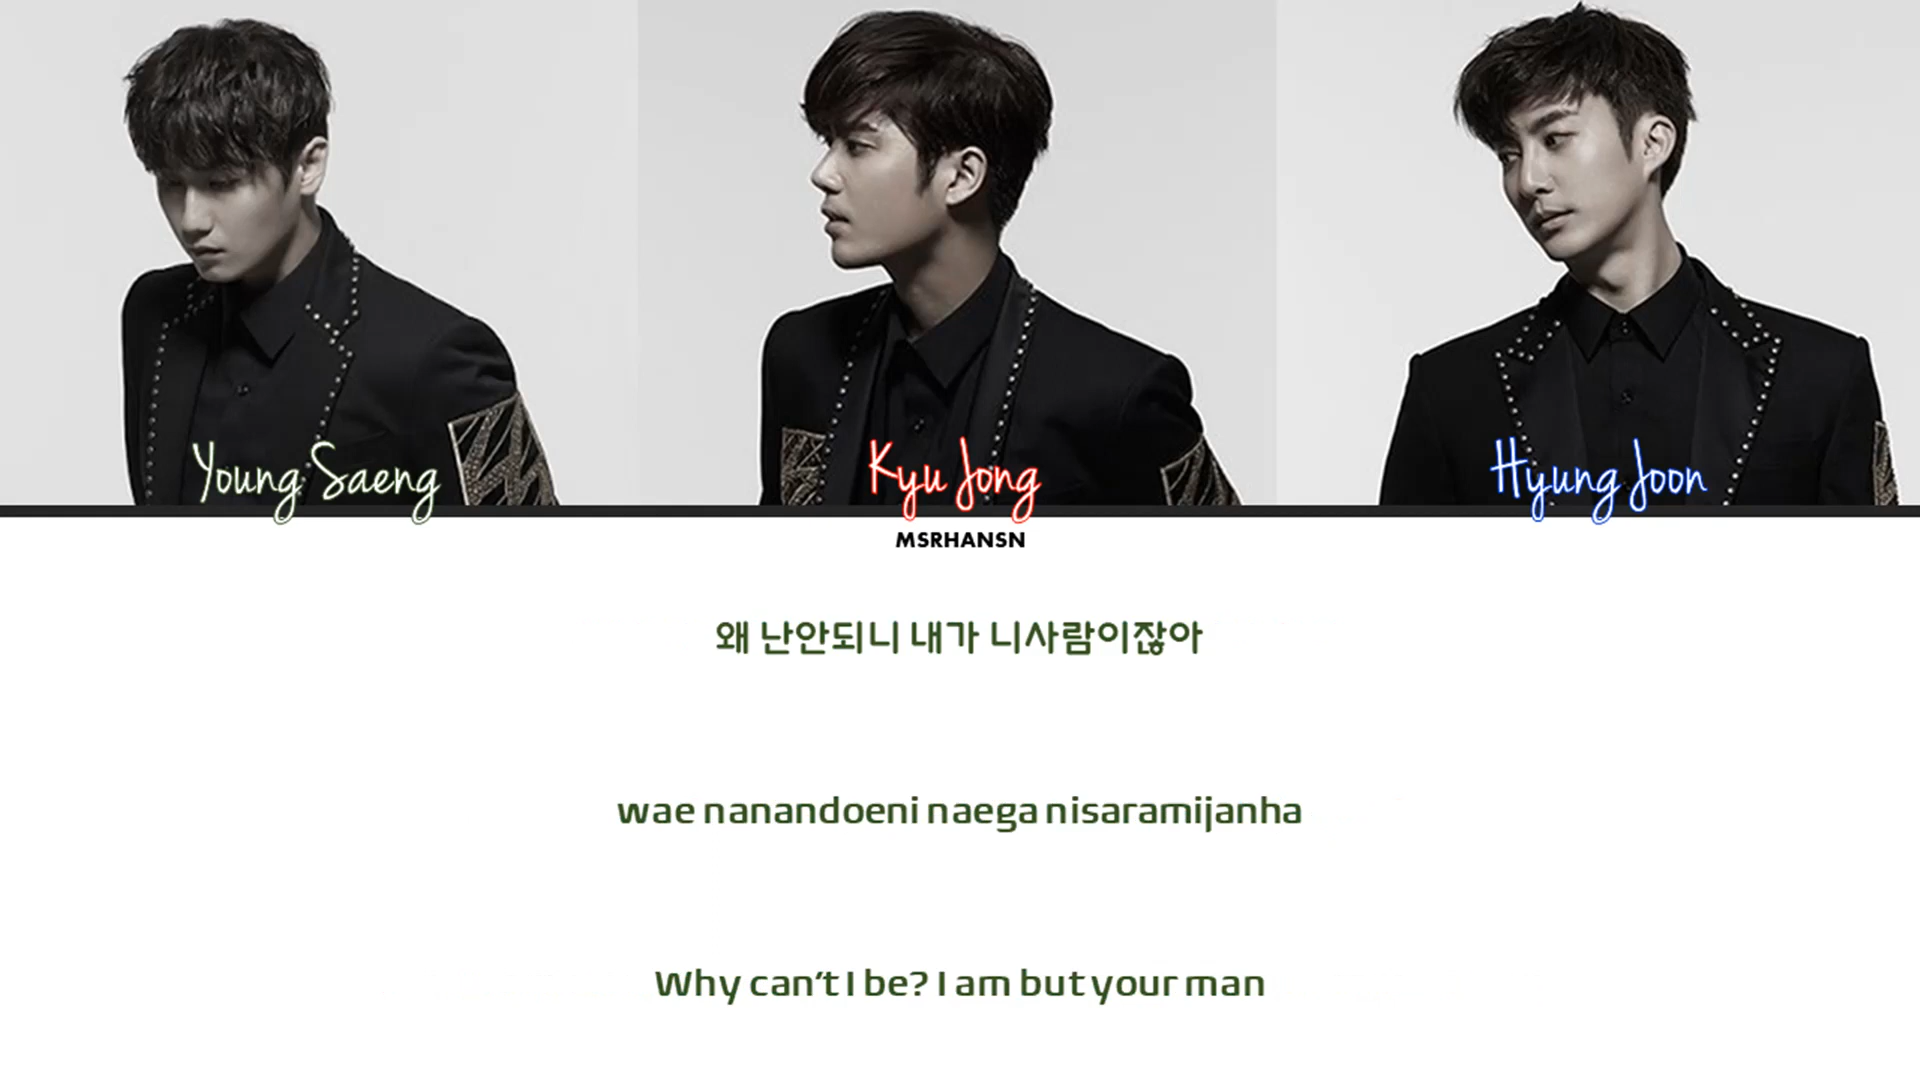 Young Saeng
Kyu Jong
Hyung Joon
MSRHANSN
왜 난안되니 내가 니사람이잖아
wae nanandoeni naega nisaramijanha
Why can't I be? I am but your man